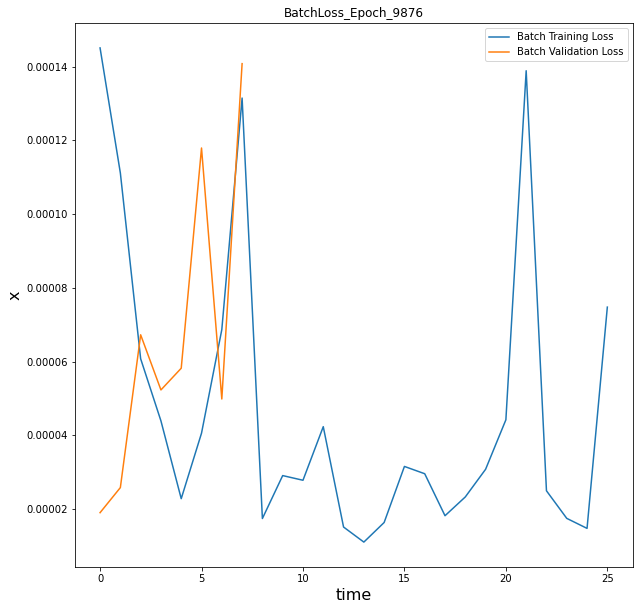 BatchLoss_Epoch_9876
Batch Training Loss
Batch Validation Loss
0.00014
0.00012
0.00010
0.00008
0.00006
0.00004
0.00002
x
0 5 10 15 20 25
time